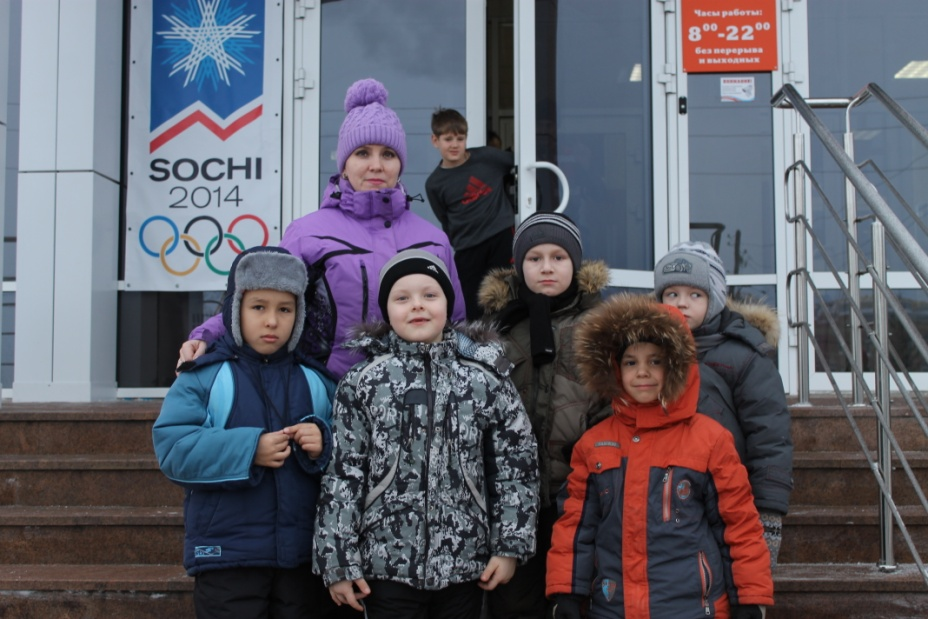 SOCHI
2014
Часы работы:
8⁰⁰-22⁰⁰
без перерыва
и выходных